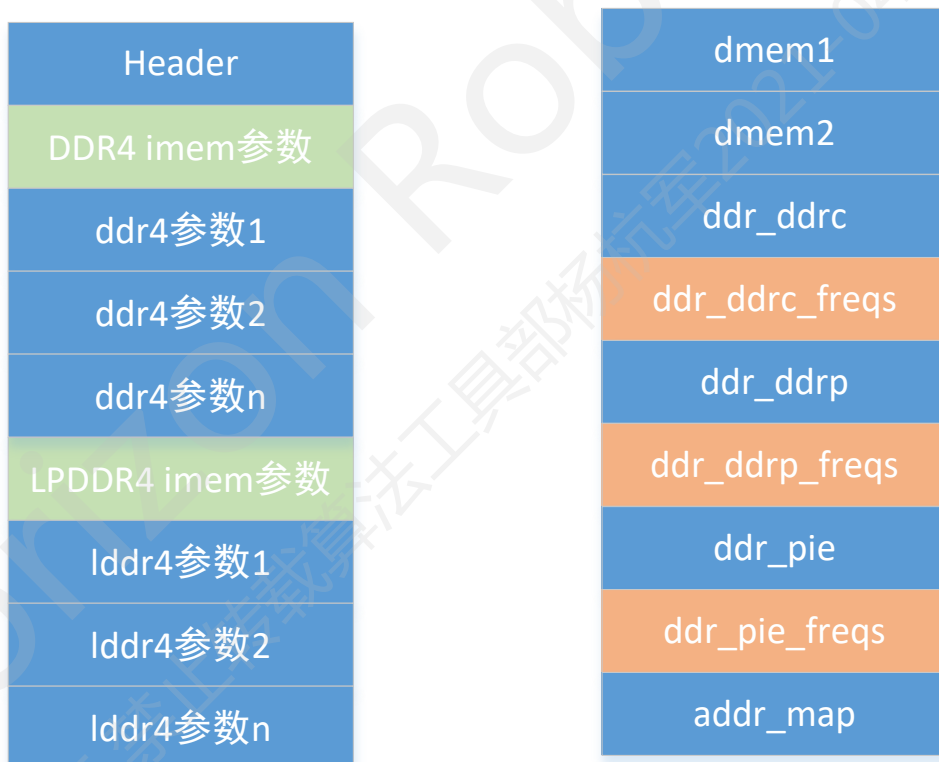 Header
DDR4 imem参数
ddr4参数1
ddr4参数2
ddr4参数n
LPDDR4 imem参数
lddr4参数1
lddr4参数2
lddr4参数n
dmem1
dmem2
ddr_ddrc
ddr_ddrc_freqs
ddr_ddrp
ddr_ddrp_freqs
ddr_pie
ddr_pie_freqs
addr_map